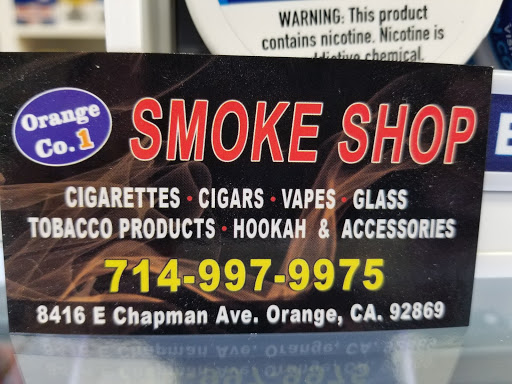 WARNING: This product
contains nicotine. Nicotine is
chemical.
Orange
Co.1
SMOKE SHOP
CIGARETTES • CIGARS • VAPES • GLASS
TOBACCO PRODUCTS • HOOKAH & ACCESSORIES
714-997-9975
8416 E Chapman Ave. Orange, CA. 92869